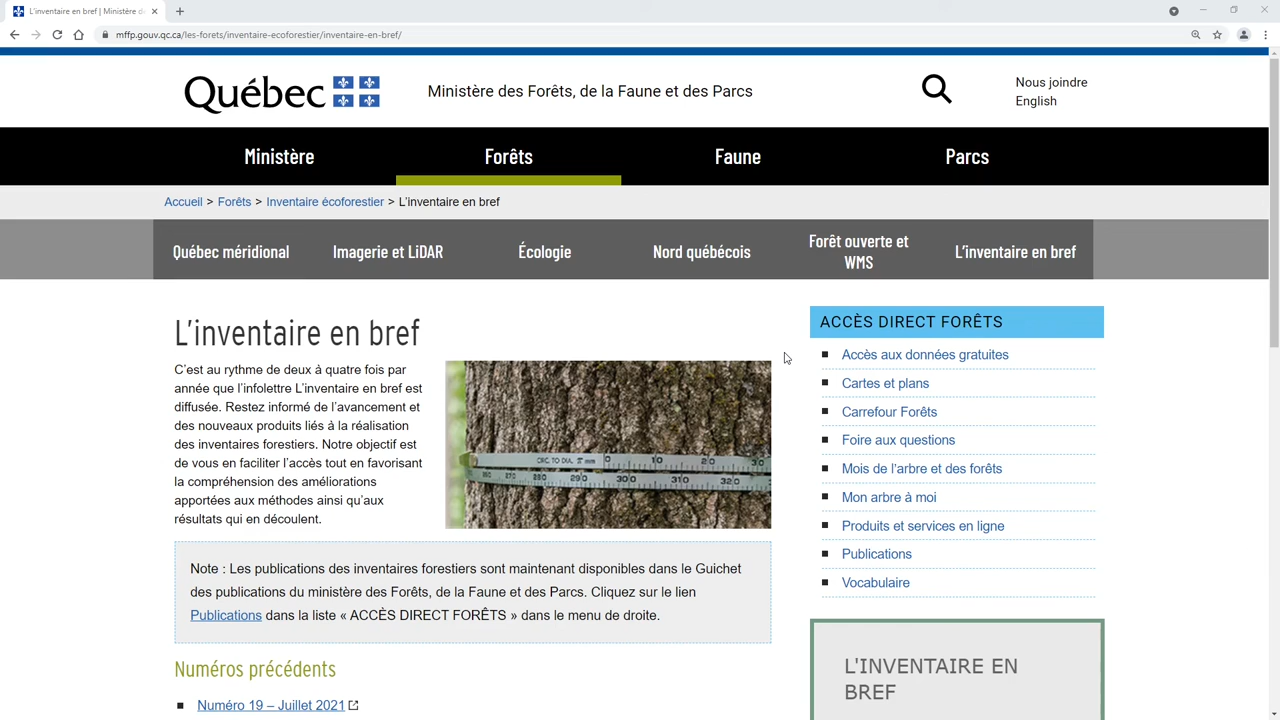 L'inventaire en bref | Ministère d
mffp.gouv.qc.ca/les-forets/inventaire-ecoforestier/inventaire-en-bref/
Québec
Ministère des Forêts, de la Faune et des Parcs
Nous joindre
English
Ministère Forêts Faune Parcs
Accueil > Forêts > Inventaire écoforestier > L'inventaire en bref
Québec méridional Imagerie et LiDAR Écologie Nord québécois Forêt ouverte et WMS L'inventaire en bref
L'inventaire en bref
C'est au rythme de deux à quatre fois par
année que l'infolettre L'inventaire en bref est
diffusée. Restez informé de l'avancement et
des nouveaux produits liés à la réalisation
des inventaires forestiers. Notre objectif est
de vous en faciliter l'accès tout en favorisant
la compréhension des améliorations
apportées aux méthodes ainsi qu'aux
résultats qui en découlent.
0 10 20 30
270 280 290 300 310 320
Note : Les publications des inventaires forestiers sont maintenant disponibles dans le Guichet
des publications du ministère des Forêts, de la Faune et des Parcs. Cliquez sur le lien
Publications dans la liste « ACCÈS DIRECT FORÊTS » dans le menu de droite.
Numéros précédents
Numéro 19 – Juillet 2021
ACCÈS DIRECT FORÊTS
Accès aux données gratuites
Cartes et plans
Carrefour Forêts
Foire aux questions
Mois de l'arbre et des forêts
Mon arbre à moi
Produits et services en ligne
Publications
Vocabulaire
L'INVENTAIRE EN
BREF